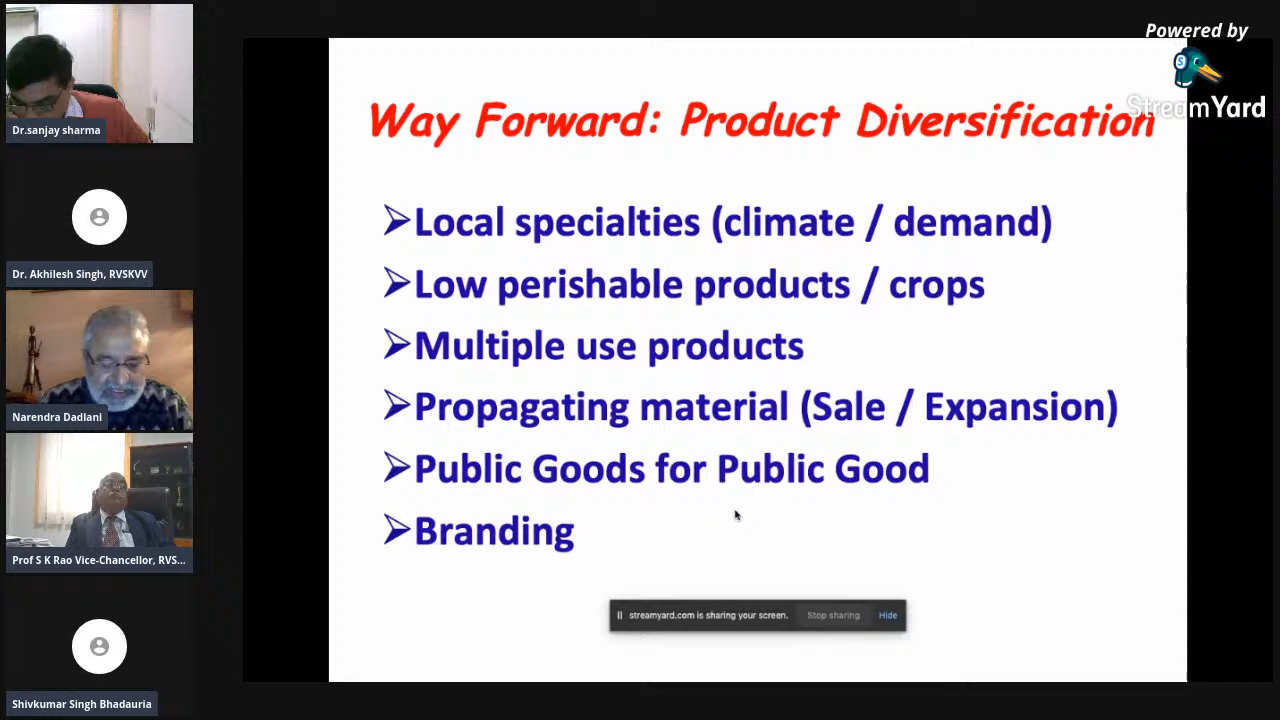 Powered by
StreamYard
Way Forward: Product Diversification
Dr.sanjay sharma
➢Local specialties (climate / demand)
Dr. Akhilesh Singh, RVSKVV
➢Low perishable products / crops
➢Multiple use products
Narendra Dadlani
➢Propagating material (Sale / Expansion)
➢Public Goods for Public Good
➢Branding
Prof S K Rao Vice-Chancellor, RVS...
streamyard.com is sharing your screen. Stop sharing Hide
Shivkumar Singh Bhadauria